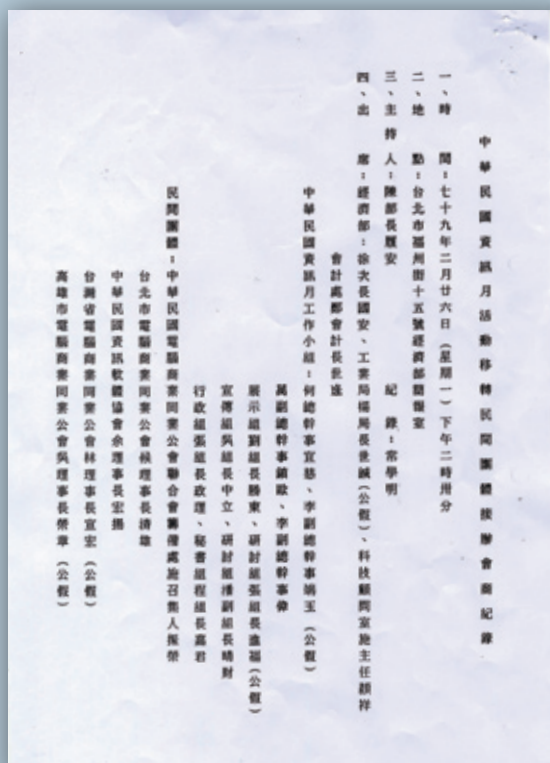 中華民國資訊月活動移轉民間團體接辦會商紀錄
一、時 間：七十九年二月廿六日（星期一）下午二時卅分
二、地 點：台北市福州街十五號經濟部簡報室
三、主 持 人：陳部長履安 紀 錄：常學明
四、出 席：經濟部：徐次長國安、工業局楊局長世緘（公假）、科技顧問室施主任顏祥
會計處鄭會計長世逢
中華民國資訊月工作小組：何總幹事宜慈、李副總幹事 玉（公假）
萬副總幹事 、李副總幹事偉
展示組劉組長勝東、研討組張組長進福（公假）
宣傳組吳組長中立、研討組潘副組長晴財
行政組張組長政理、秘書組程組長嘉君
民間團體：中華民國電腦商業同業公會聯合會籌備處施召集人振榮
台北市電腦商業同業公會侯理事長清雄
中華民國資訊軟體協會余理事長宏揚
台灣省電腦商業同業公會林理事長宣宏（公假）
高雄市電腦商業同業公會吳理事長榮章（公假）